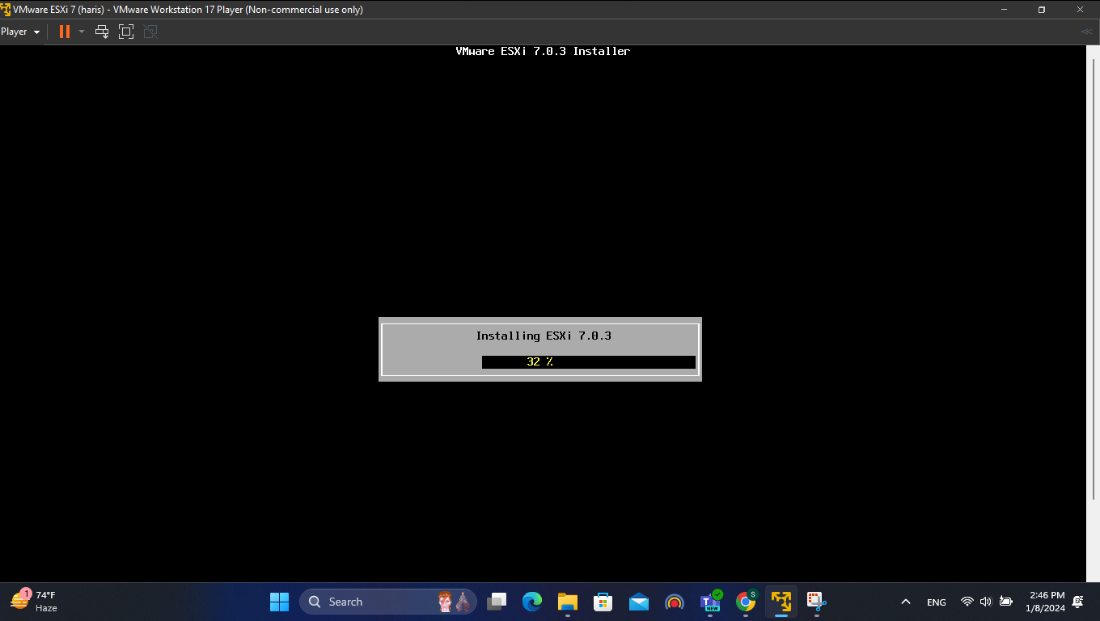 VMware ESXi 7 (haris) - VMware Workstation 17 Player (Non-commercial use only)
Player
VMware ESXi 7.0.3 Installer
Installing ESXi 7.0.3
32 %
1
74°F
Haze
Search
S
ENG
2:46 PM
1/8/2024